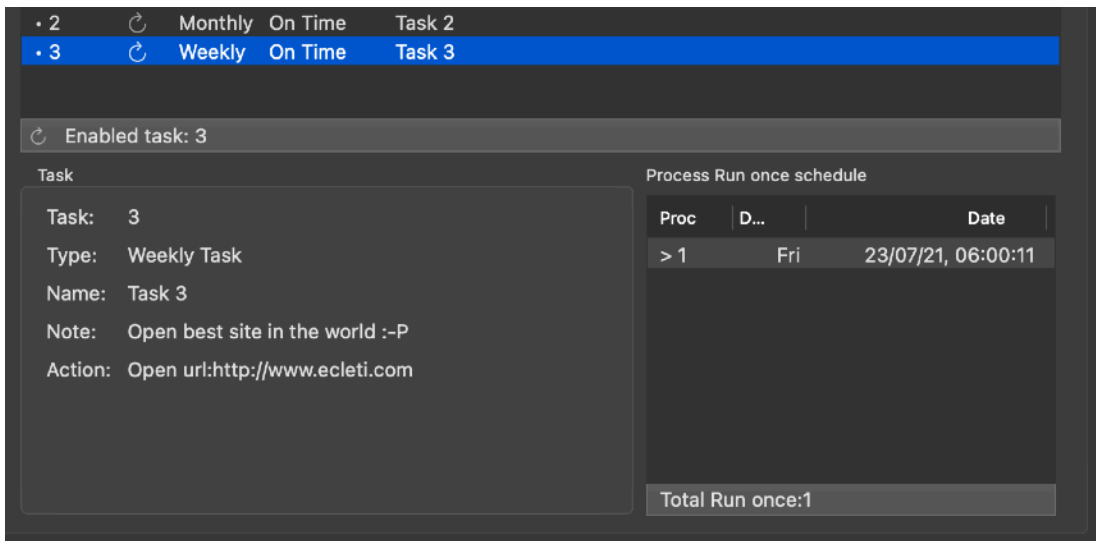 • 2 Monthly On Time Task 2
• 3 Weekly On Time Task 3
Enabled task: 3
Task
Task: 3
Type: Weekly Task
Name: Task 3
Note: Open best site in the world :-P
Action: Open url:http://www.ecleti.com
Process Run once schedule
Proc D... Date
> 1 Fri 23/07/21, 06:00:11
Total Run once:1